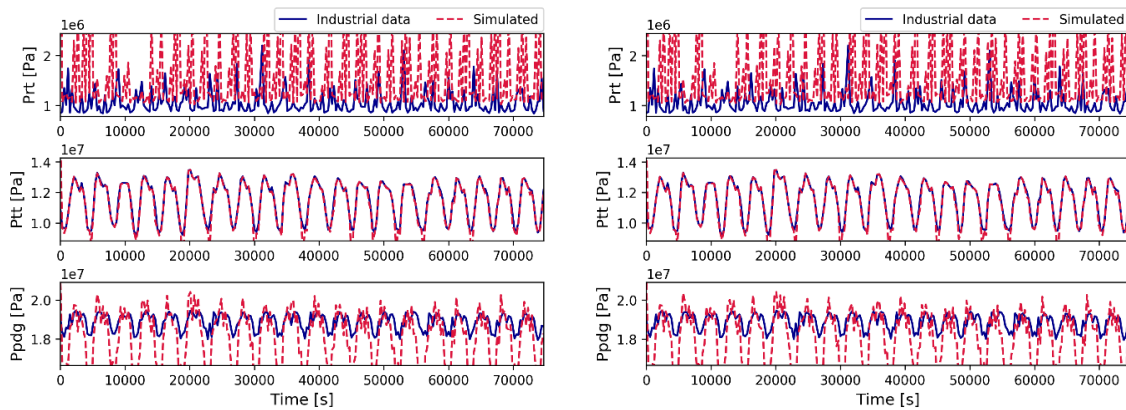 Industrial data Simulated Industrial data Simulated
1e6 1e6
Prt [Pa] 2 1 Prt [Pa] 2 1
0 10000 20000 30000 40000 50000 60000 70000 0 10000 20000 30000 40000 50000 60000 70000
1e7 1e7
Ptt [Pa] 1.4 1.2 1.0 Ptt [Pa] 1.4 1.2 1.0
0 10000 20000 30000 40000 50000 60000 70000 0 10000 20000 30000 40000 50000 60000 70000
1e7 1e7
Ppdg [Pa] 2.0 1.8 Ppdg [Pa] 2.0 1.8
0 10000 20000 30000 40000 50000 60000 70000 0 10000 20000 30000 40000 50000 60000 70000
Time [s] Time [s]